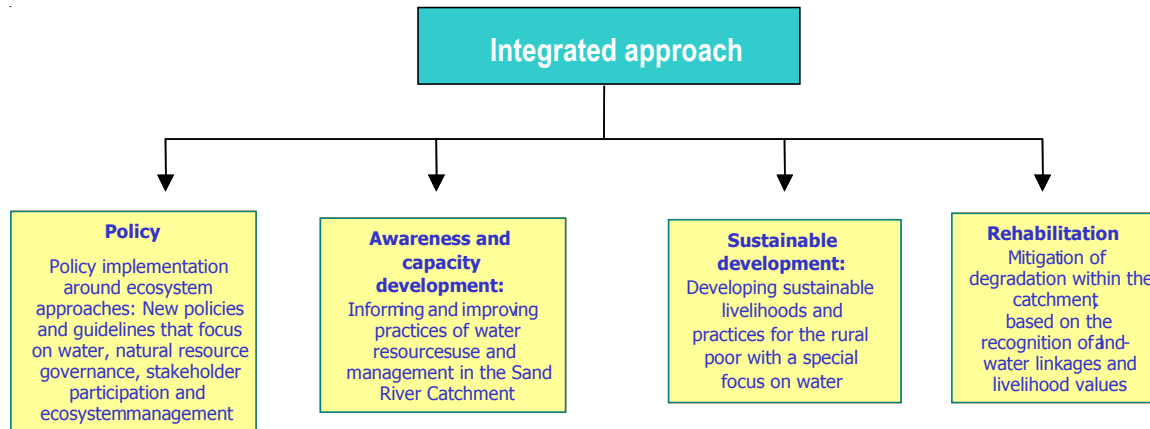 Integrated approach
Policy
Policy implementation
around ecosystem
approaches: New policies
and guidelines that focus
on water, natural resource
governance, stakeholder
participation and
ecosystemmanagement
Awareness and
capacity
development:
Informing and improving
practices of water
resourcesuse and
management in the Sand
River Catchment
Sustainable
development:
Developing sustainable
livelihoods and
practices for the rural
poor with a special
focus on water
Rehabilitation
Mitigation of
degradation within the
catchment,
based on the
recognition of land-
water linkages and
livelihood values